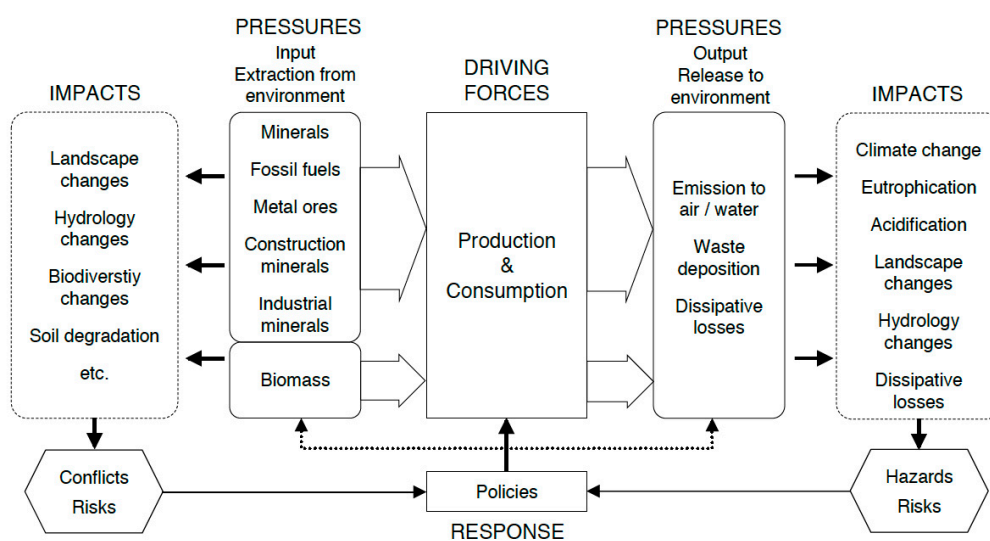 PRESSURES
Input
Extraction from
environment
DRIVING
FORCES
PRESSURES
Output
Release to
environment
IMPACTS
IMPACTS
Landscape
changes
Hydrology
changes
Biodiverstiy
changes
Soil degradation
etc.
Minerals
Fossil fuels
Metal ores
Construction
minerals
Industrial
minerals
Biomass
Production
&
Consumption
Emission to
air / water
Waste
deposition
Dissipative
losses
Climate change
Eutrophication
Acidification
Landscape
changes
Hydrology
changes
Dissipative
losses
Conflicts
Risks
Policies
RESPONSE
Hazards
Risks